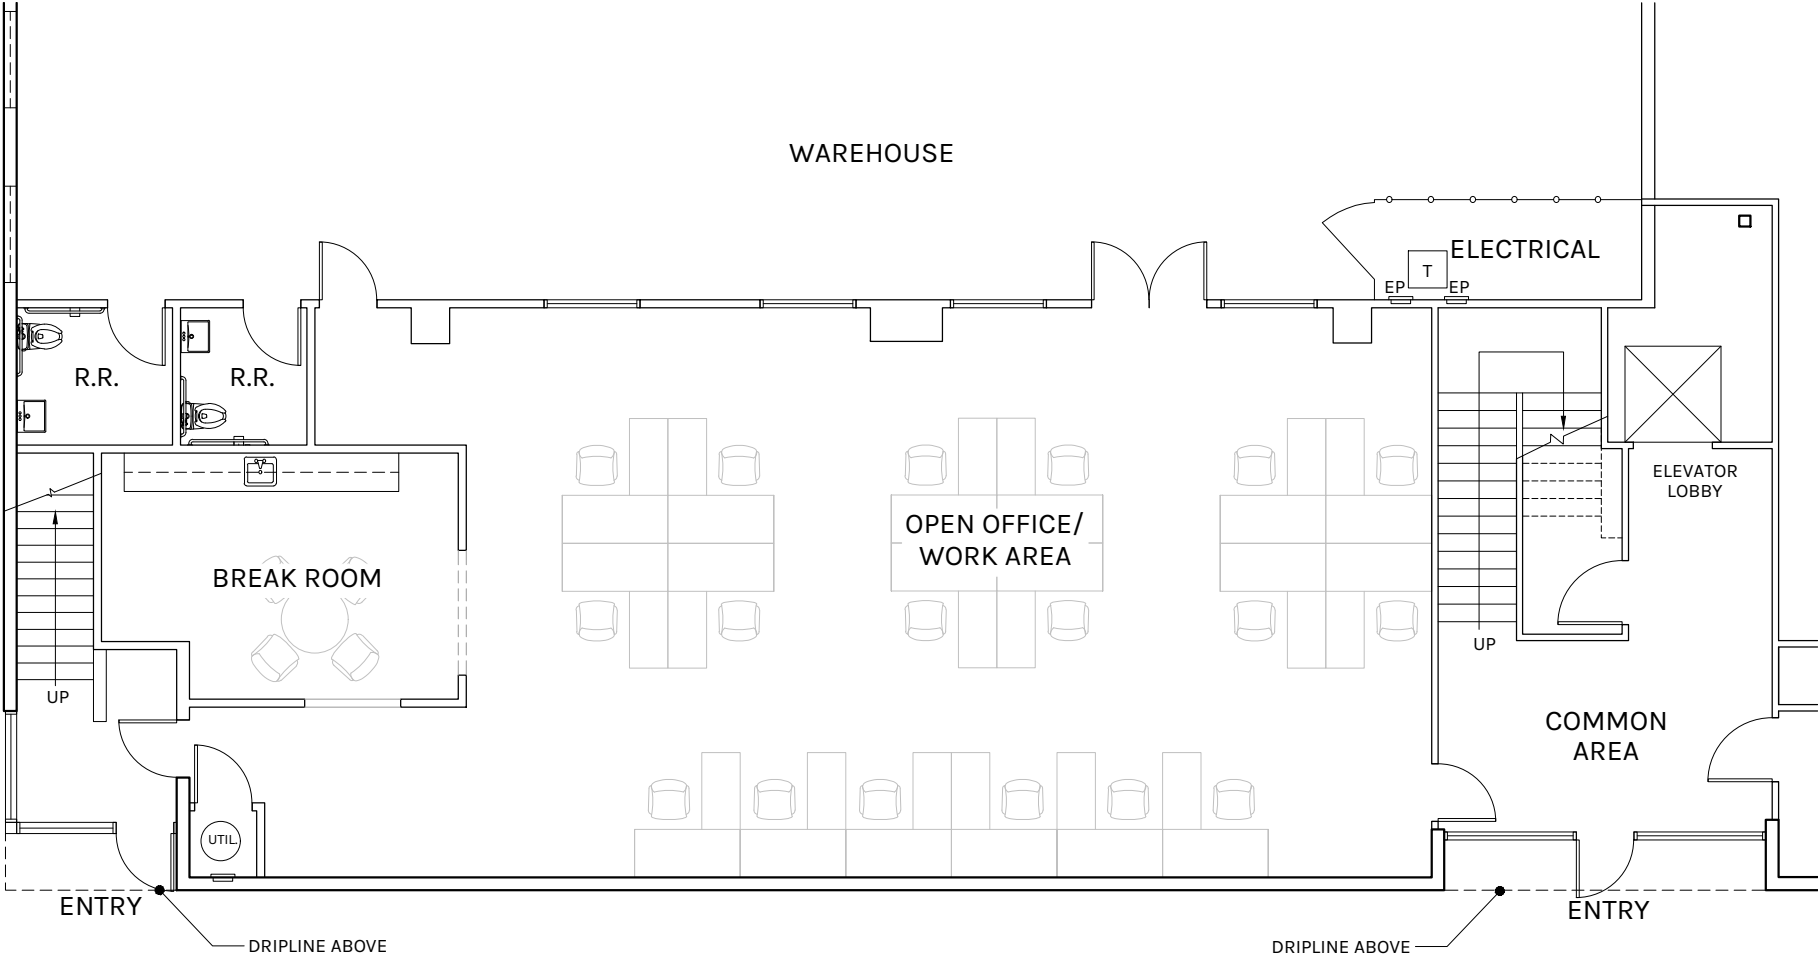 WAREHOUSE
ELECTRICAL
T
EP
EP
R.R.
R.R.
ELEVATOR
LOBBY
OPEN OFFICE/
WORK AREA
BREAK ROOM
UP
UP
COMMON
AREA
UTIL.
ENTRY
ENTRY
DRIPLINE ABOVE
DRIPLINE ABOVE